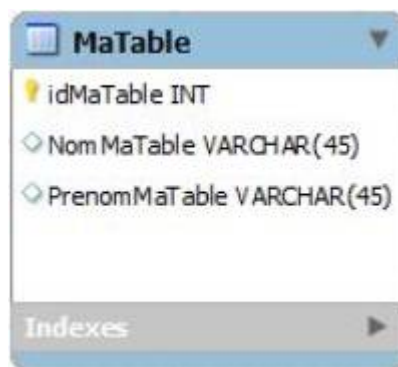 MaTable
idMaTable INT
NomMaTable VARCHAR(45)
PrenomMaTable VARCHAR(45)
Indexes